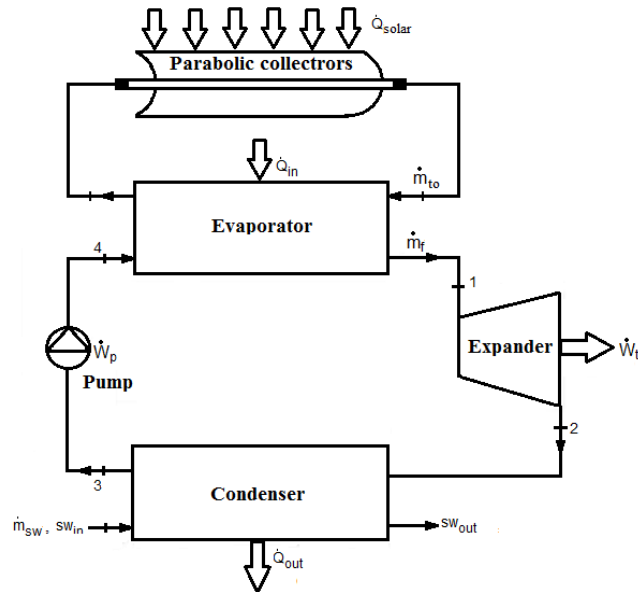 Q̇solar
Parabolic collectrors
Q̇in
ṁto
Evaporator
ṁf
4
1
Expander
Ẇt
Ẇp
Pump
2
3
Condenser
ṁsw, swin
swout
Q̇out